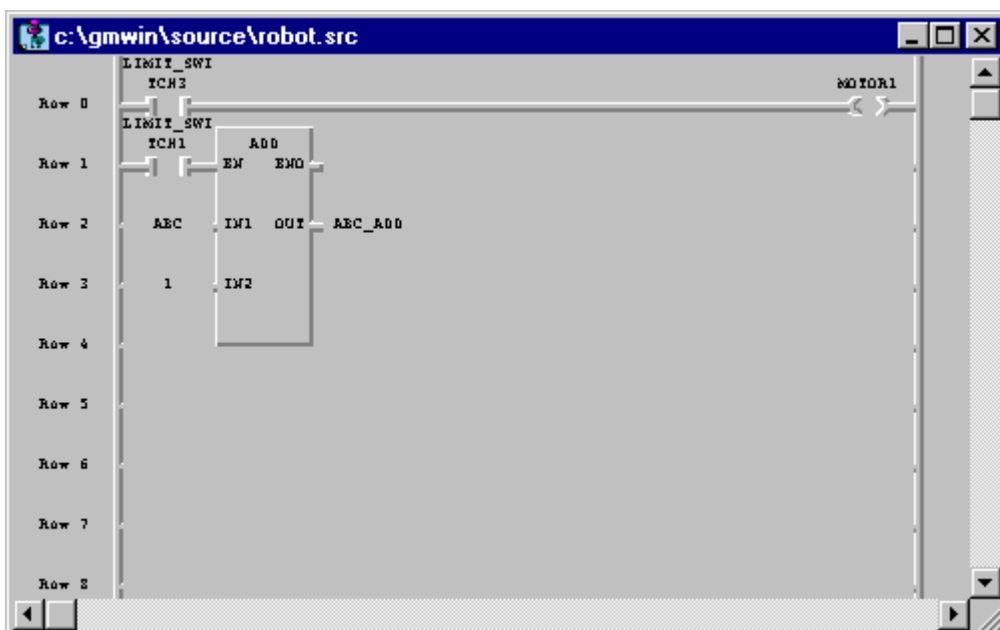 c:\gmwin\source\robot.src
LIMIT_SWI
TCH3
MOTOR1
Row 0
LIMIT_SWI
TCH1
ADD
Row 1
EN
ENO
Row 2
ABC
IN1
OUT
ABC_ADD
Row 3
1
IN2
Row 4
Row 5
Row 6
Row 7
Row 8